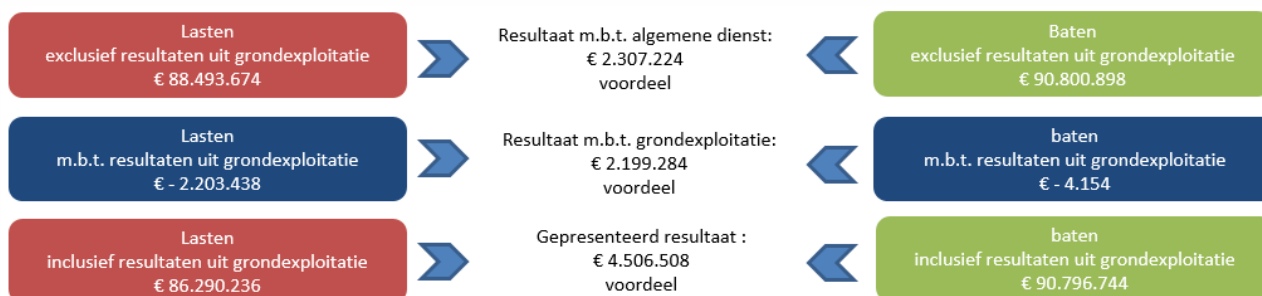 Lasten
exclusief resultaten uit grondexploitatie
€ 88.493.674
Resultaat m.b.t. algemene dienst:
€ 2.307.224
voordeel
Baten
exclusief resultaten uit grondexploitatie
€ 90.800.898
Lasten
m.b.t. resultaten uit grondexploitatie
€ - 2.203.438
Resultaat m.b.t. grondexploitatie:
€ 2.199.284
voordeel
baten
m.b.t. resultaten uit grondexploitatie
€ - 4.154
Lasten
inclusief resultaten uit grondexploitatie
€ 86.290.236
Gepresenteerd resultaat :
€ 4.506.508
voordeel
baten
inclusief resultaten uit grondexploitatie
€ 90.796.744